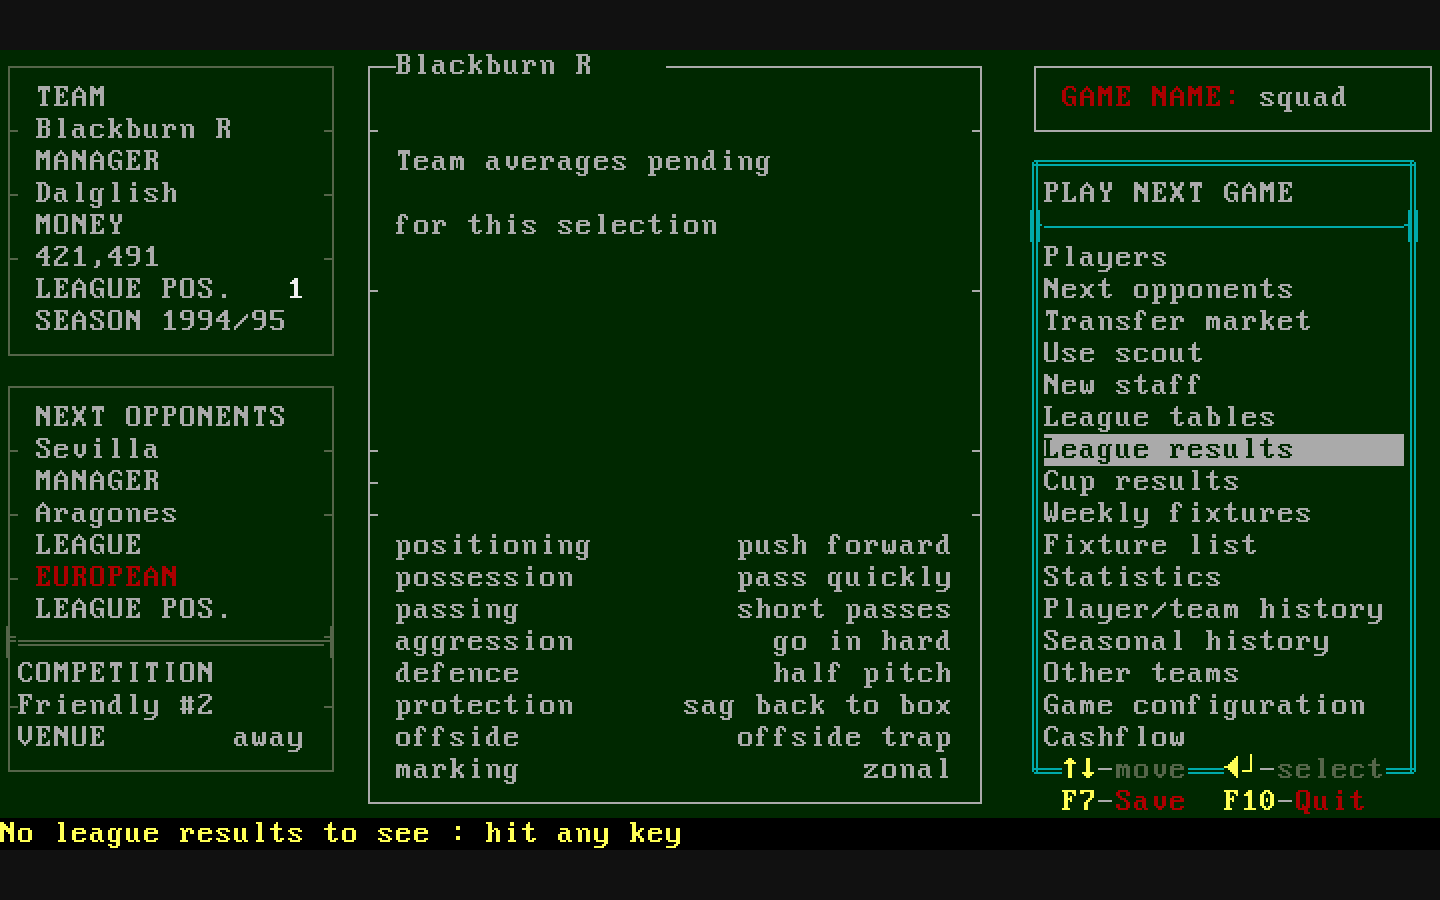 TEAM
Blackburn R
MANAGER
Dalglish
MONEY
421,491
LEAGUE POS. 1
SEASON 1994/95
NEXT OPPONENTS
Sevilla
MANAGER
Aragones
LEAGUE
EUROPEAN
LEAGUE POS.
COMPETITION
Friendly #2
VENUE away
Blackburn R
Team averages pending
for this selection
positioning push forward
possession pass quickly
passing short passes
aggression go in hard
defence half pitch
protection sag back to box
offside offside trap
marking zonal
GAME NAME: squad
PLAY NEXT GAME
Players
Next opponents
Transfer market
Use scout
New staff
League tables
League results
Cup results
Weekly fixtures
Fixture list
Statistics
Player/team history
Seasonal history
Other teams
Game configuration
Cashflow
↑↓-move ◄┘-select
F7-Save F10-Quit
No league results to see : hit any key